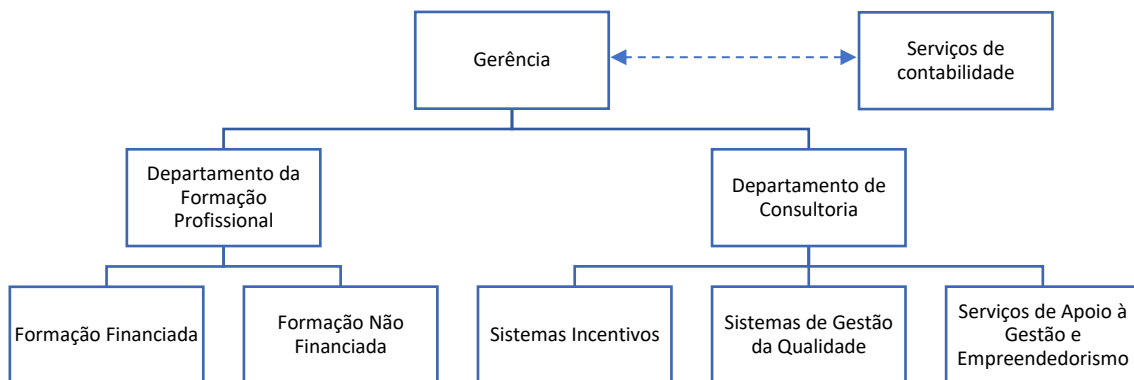 Gerência
Serviços de
contabilidade
Departamento da
Formação
Profissional
Departamento de
Consultoria
Formação Financiada
Formação Não
Financiada
Sistemas Incentivos
Sistemas de Gestão
da Qualidade
Serviços de Apoio à
Gestão e
Empreendedorismo